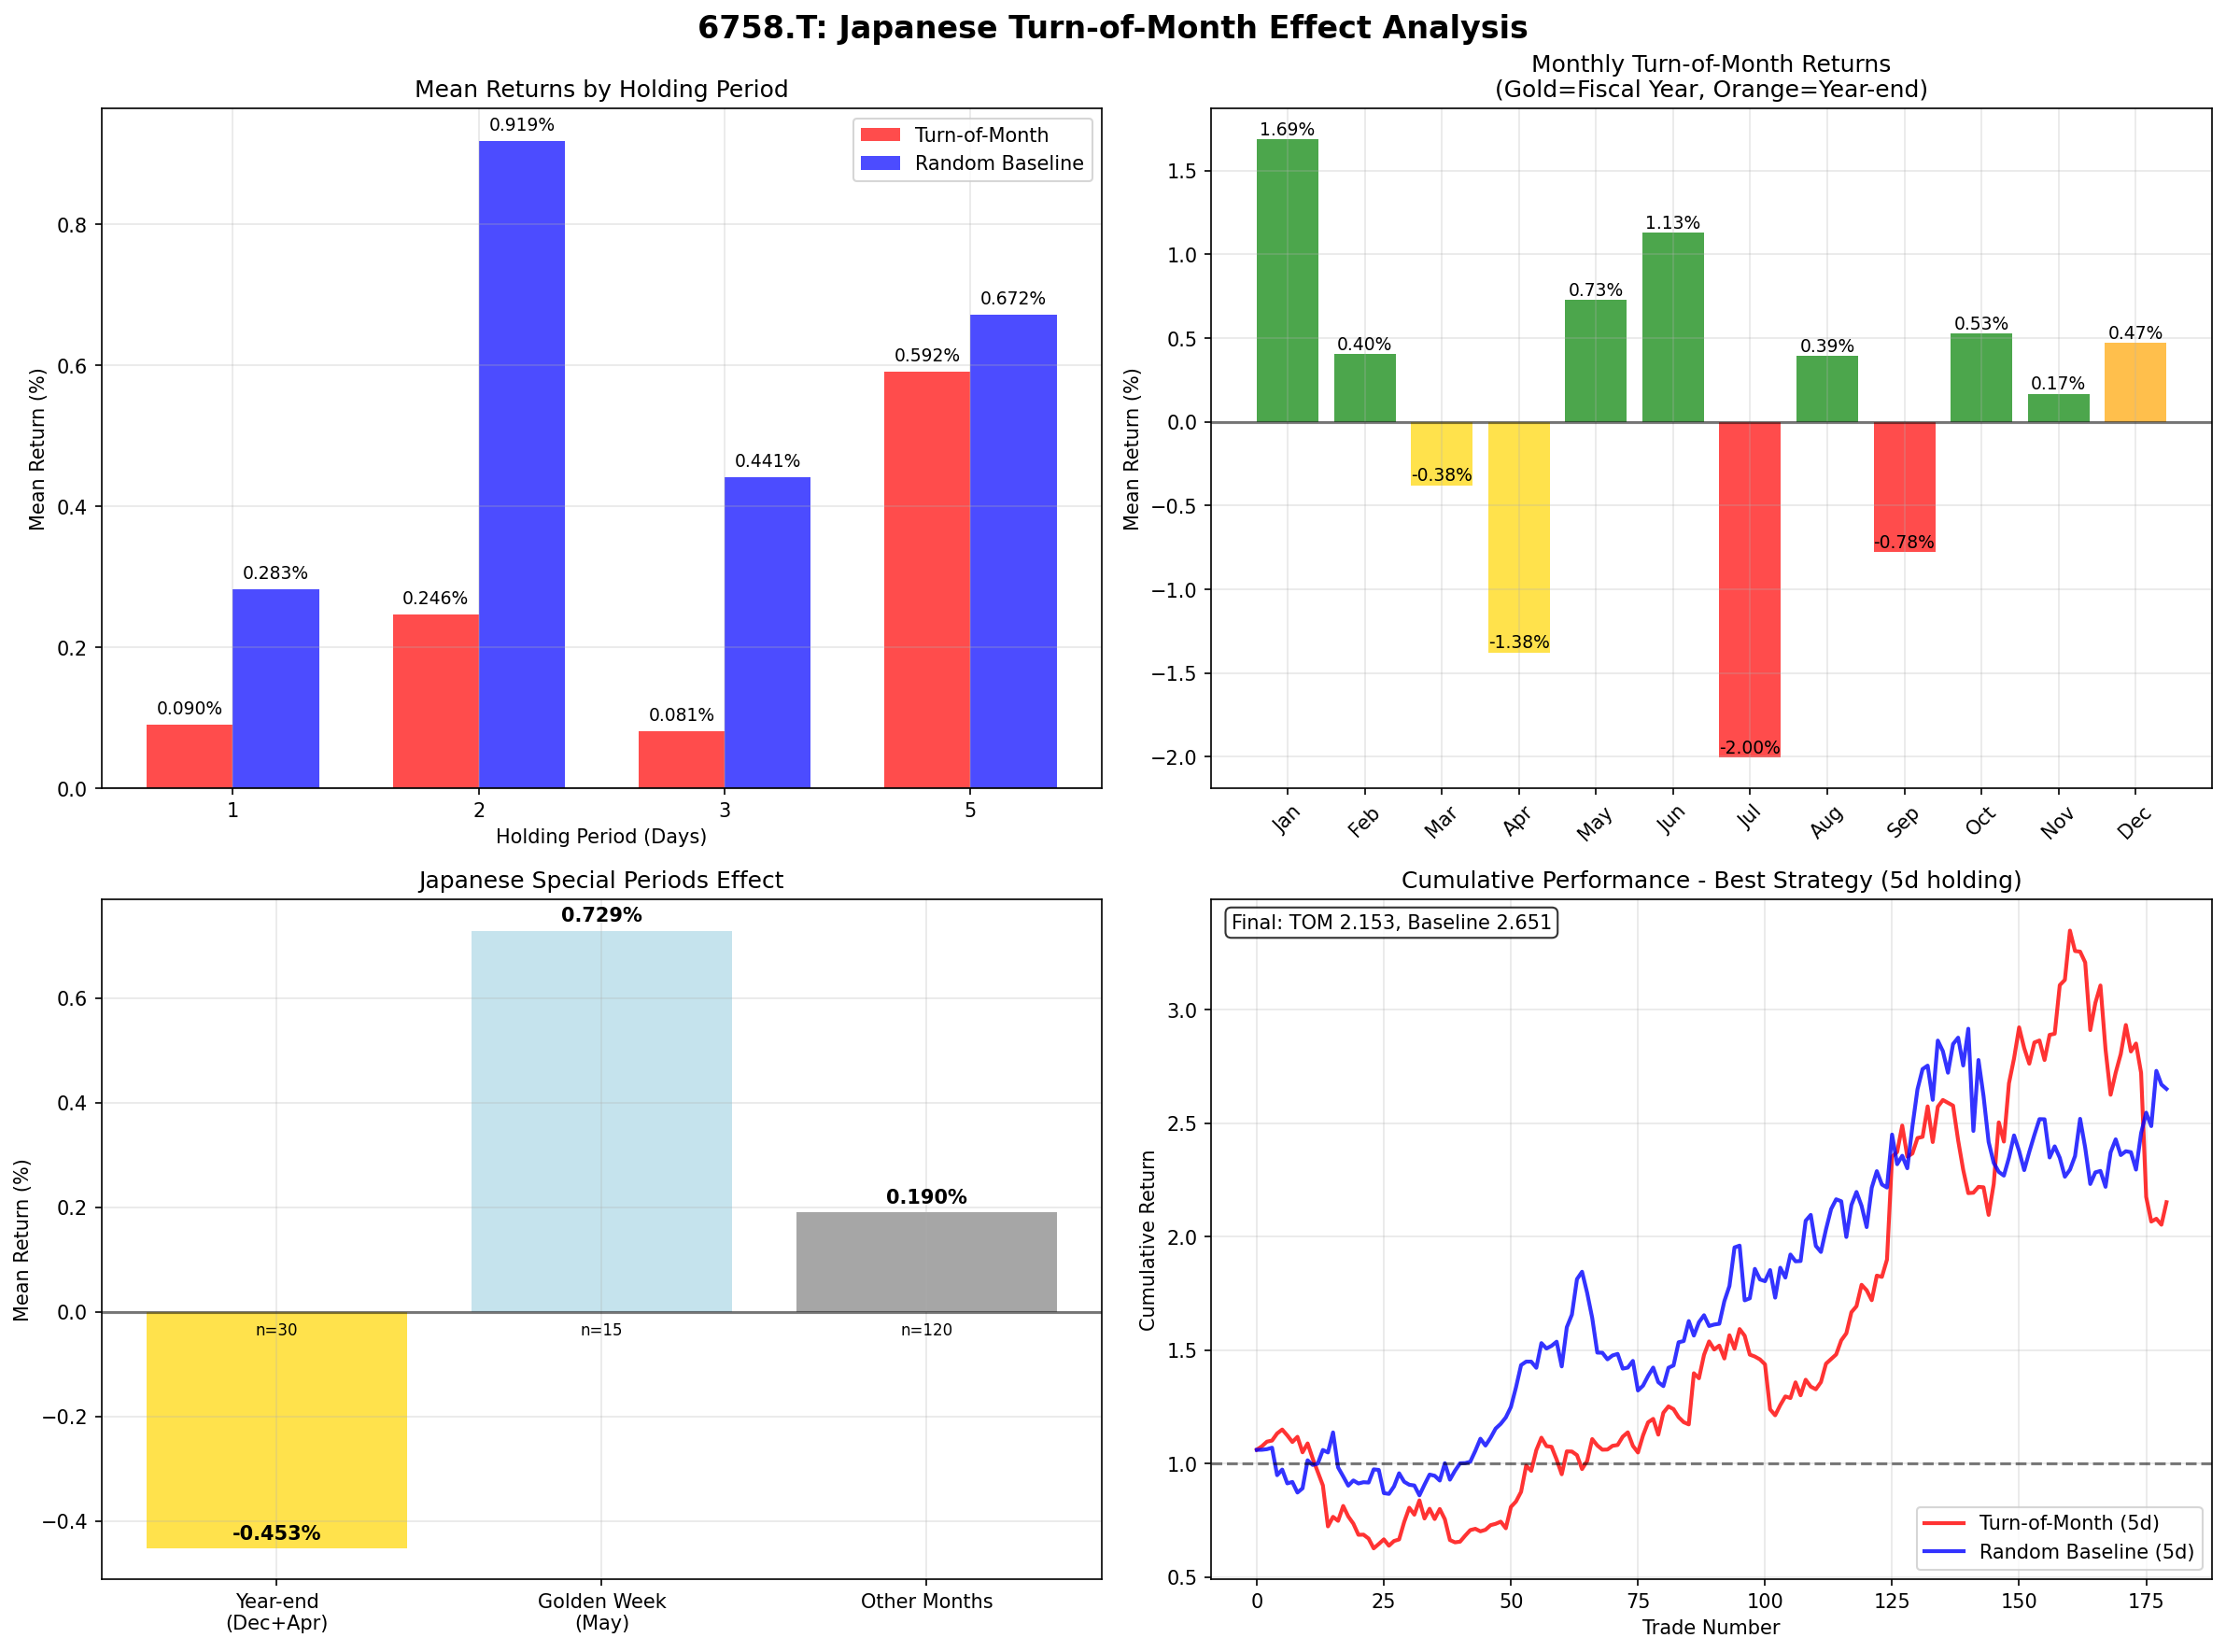 6758.T: Japanese Turn-of-Month Effect Analysis
Mean Returns by Holding Period
Mean Return (%)
0.8
0.6
0.4
0.2
0.0
0.090%
0.283%
0.246%
0.919%
0.081%
0.441%
0.592%
0.672%
Turn-of-Month
Random Baseline
1
2
3
5
Holding Period (Days)
Monthly Turn-of-Month Returns
(Gold=Fiscal Year, Orange=Year-end)
Mean Return (%)
1.5
1.0
0.5
0.0
−0.5
−1.0
−1.5
−2.0
1.69%
0.40%
-0.38%
-1.38%
0.73%
1.13%
-2.00%
0.39%
-0.78%
0.53%
0.17%
0.47%
Jan
Feb
Mar
Apr
May
Jun
Jul
Aug
Sep
Oct
Nov
Dec
Japanese Special Periods Effect
Mean Return (%)
0.6
0.4
0.2
0.0
−0.2
−0.4
-0.453%
0.729%
0.190%
n=30
n=15
n=120
Year-end
(Dec+Apr)
Golden Week
(May)
Other Months
Cumulative Performance - Best Strategy (5d holding)
Final: TOM 2.153, Baseline 2.651
Cumulative Return
3.0
2.5
2.0
1.5
1.0
0.5
Turn-of-Month (5d)
Random Baseline (5d)
0
25
50
75
100
125
150
175
Trade Number